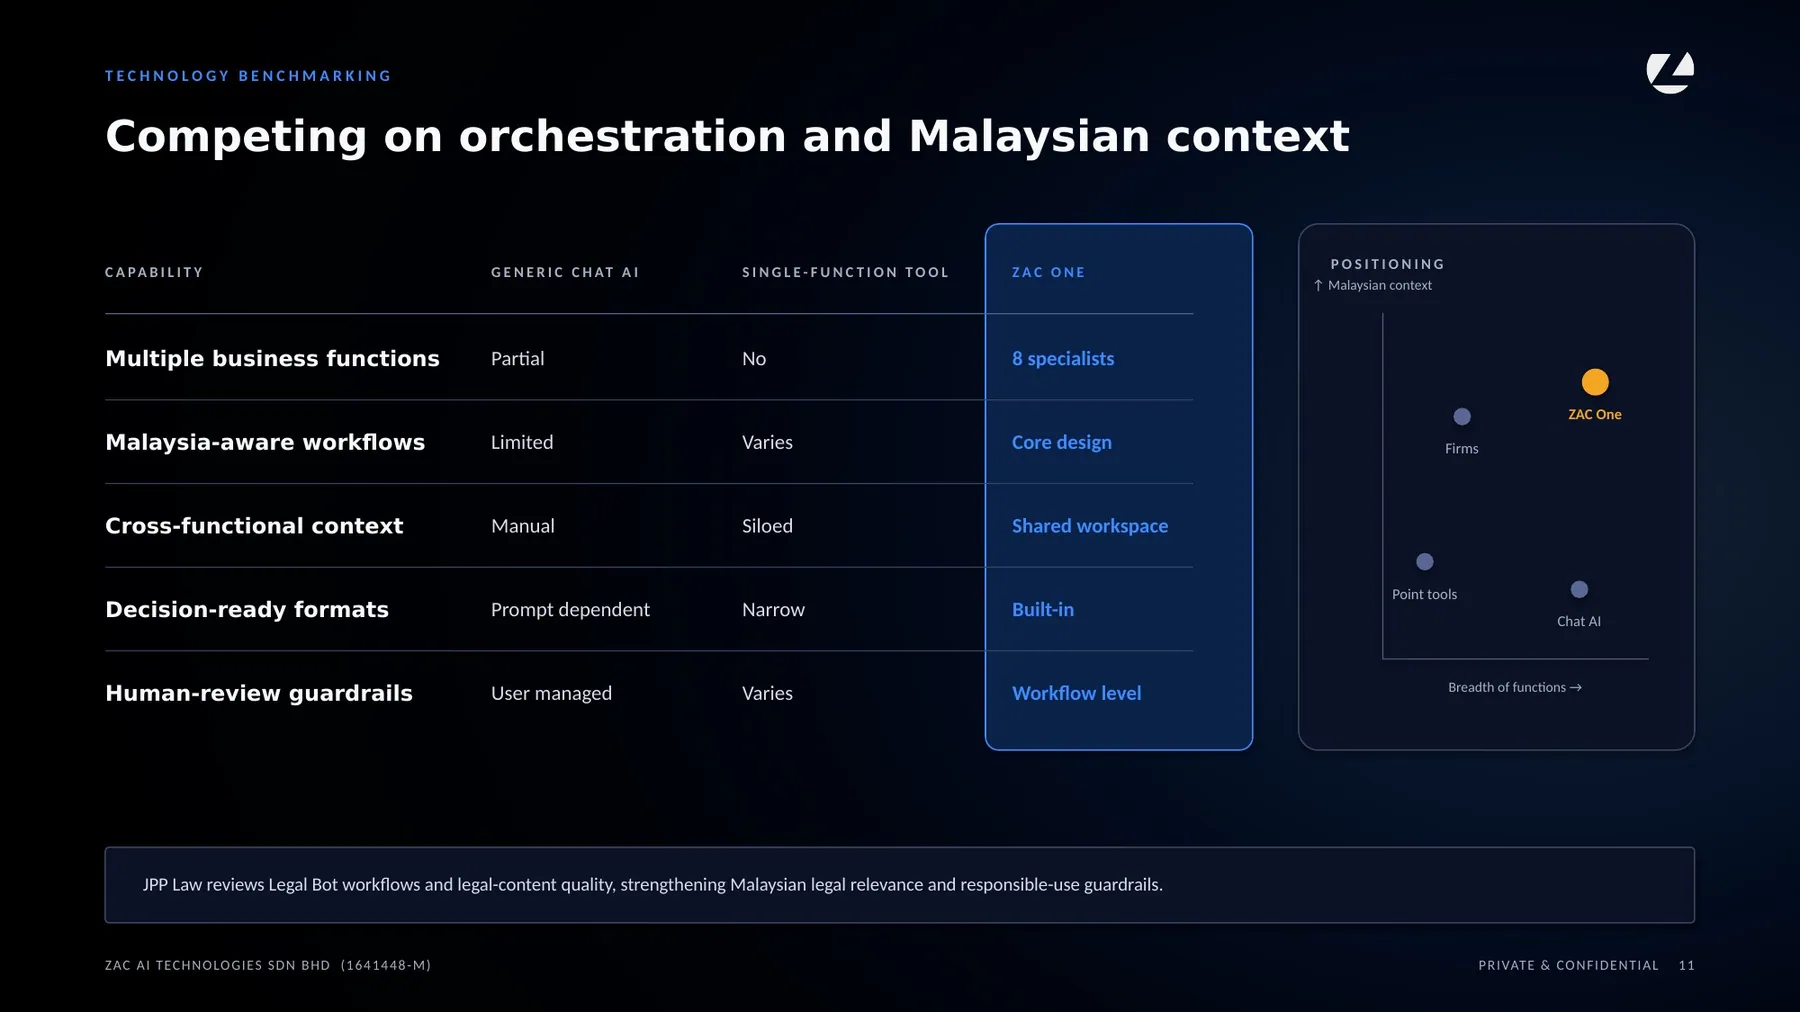 TECHNOLOGY BENCHMARKING
Competing on orchestration and Malaysian context
CAPABILITY GENERIC CHAT AI SINGLE-FUNCTION TOOL ZAC ONE
Multiple business functions Partial No 8 specialists
Malaysia-aware workflows Limited Varies Core design
Cross-functional context Manual Siloed Shared workspace
Decision-ready formats Prompt dependent Narrow Built-in
Human-review guardrails User managed Varies Workflow level
POSITIONING
↑ Malaysian context
ZAC One
Firms
Point tools
Chat AI
Breadth of functions →
JPP Law reviews Legal Bot workflows and legal-content quality, strengthening Malaysian legal relevance and responsible-use guardrails.
ZAC AI TECHNOLOGIES SDN BHD (1641448-M)
PRIVATE & CONFIDENTIAL 11